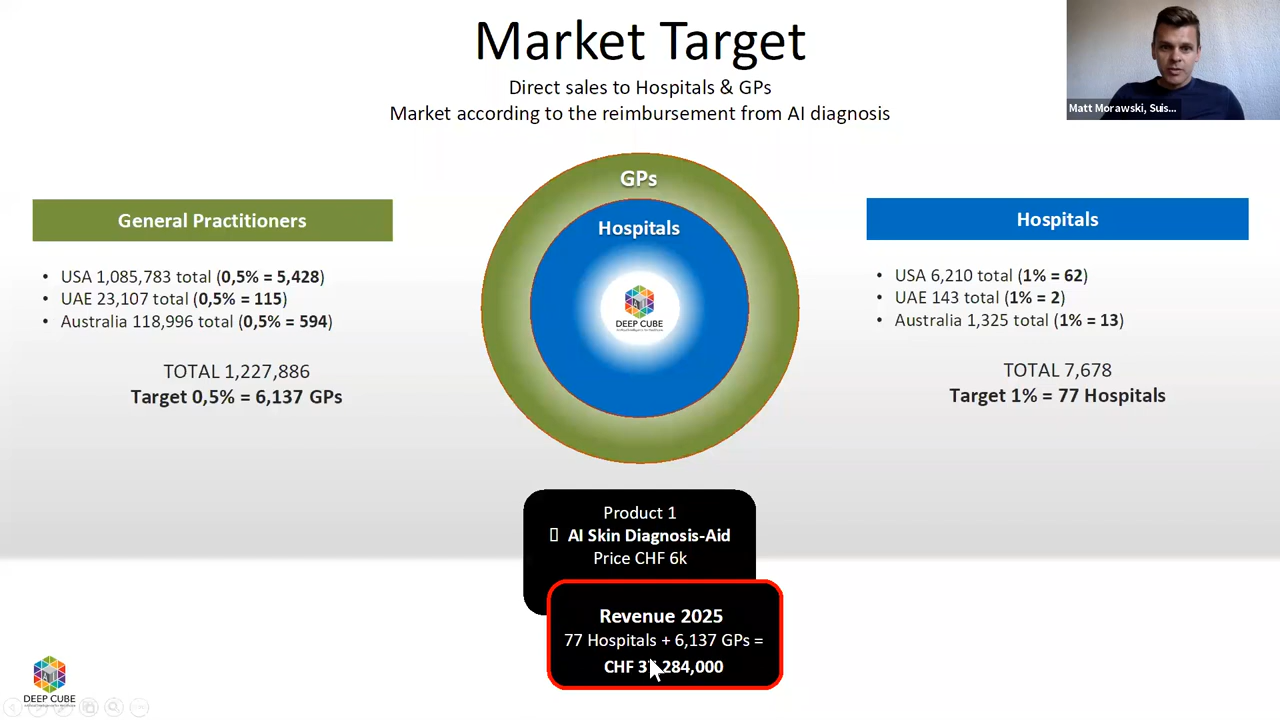 Market Target
Direct sales to Hospitals & GPs
Market according to the reimbursement from AI diagnosis
Matt Morawski, Suis...
General Practitioners
• USA 1,085,783 total (0,5% = 5,428)
• UAE 23,107 total (0,5% = 115)
• Australia 118,996 total (0,5% = 594)
TOTAL 1,227,886
Target 0,5% = 6,137 GPs
GPs
Hospitals
DEEP CUBE
Hospitals
• USA 6,210 total (1% = 62)
• UAE 143 total (1% = 2)
• Australia 1,325 total (1% = 13)
TOTAL 7,678
Target 1% = 77 Hospitals
Product 1
AI Skin Diagnosis-Aid
Price CHF 6k
Revenue 2025
77 Hospitals + 6,137 GPs =
CHF
DEEP CUBE